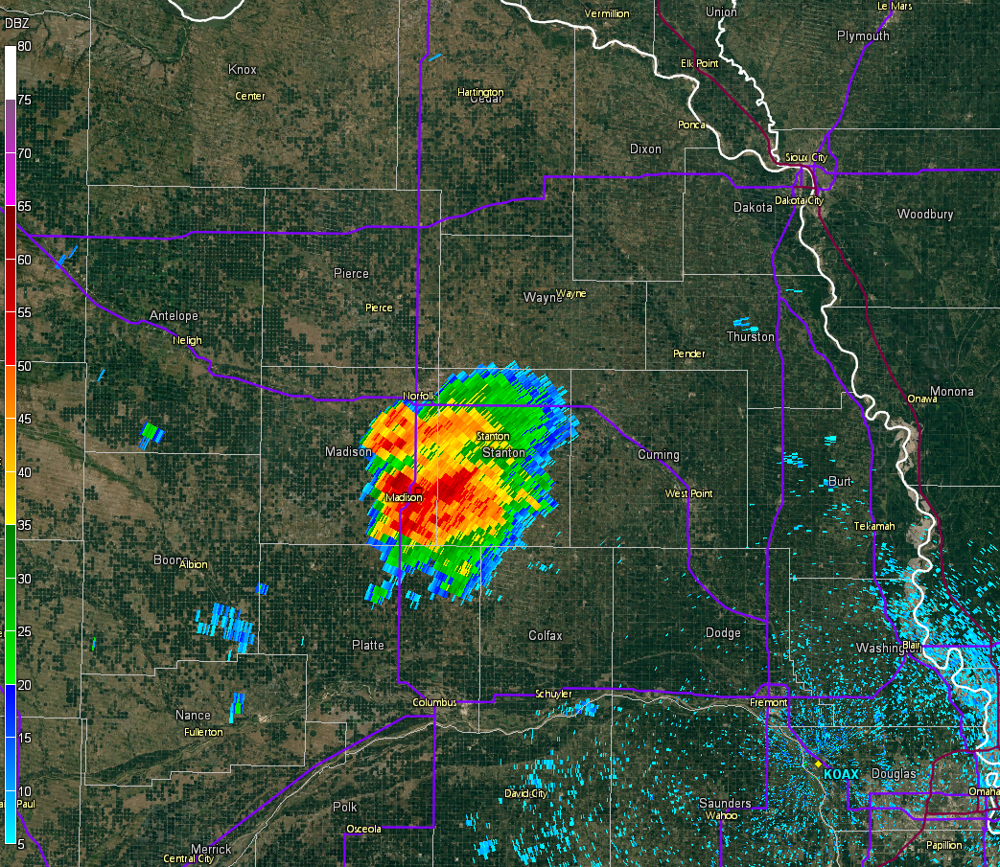 DBZ
80
75
70
65
60
55
50
45
40
35
30
25
20
15
10
5
Vermillion
Union
Le Mars
Plymouth
Knox
Center
Elk Point
Hartington
Cedar
Ponca
Dixon
Sioux City
Dakota City
Dakota
Woodbury
Pierce
Pierce
Wayne
Wayne
Antelope
Neligh
Thurston
Pender
Norfolk
Monona
Onawa
Madison
Stanton
Stanton
Cuming
Madison
West Point
Burt
Tekamah
Boone
Albion
Platte
Colfax
Dodge
Washington
Blair
Nance
Fullerton
Columbus
Schuyler
Fremont
KOAX
Douglas
Omaha
Paul
Polk
David City
Saunders
Wahoo
Osceola
Merrick
Central City
Papillion